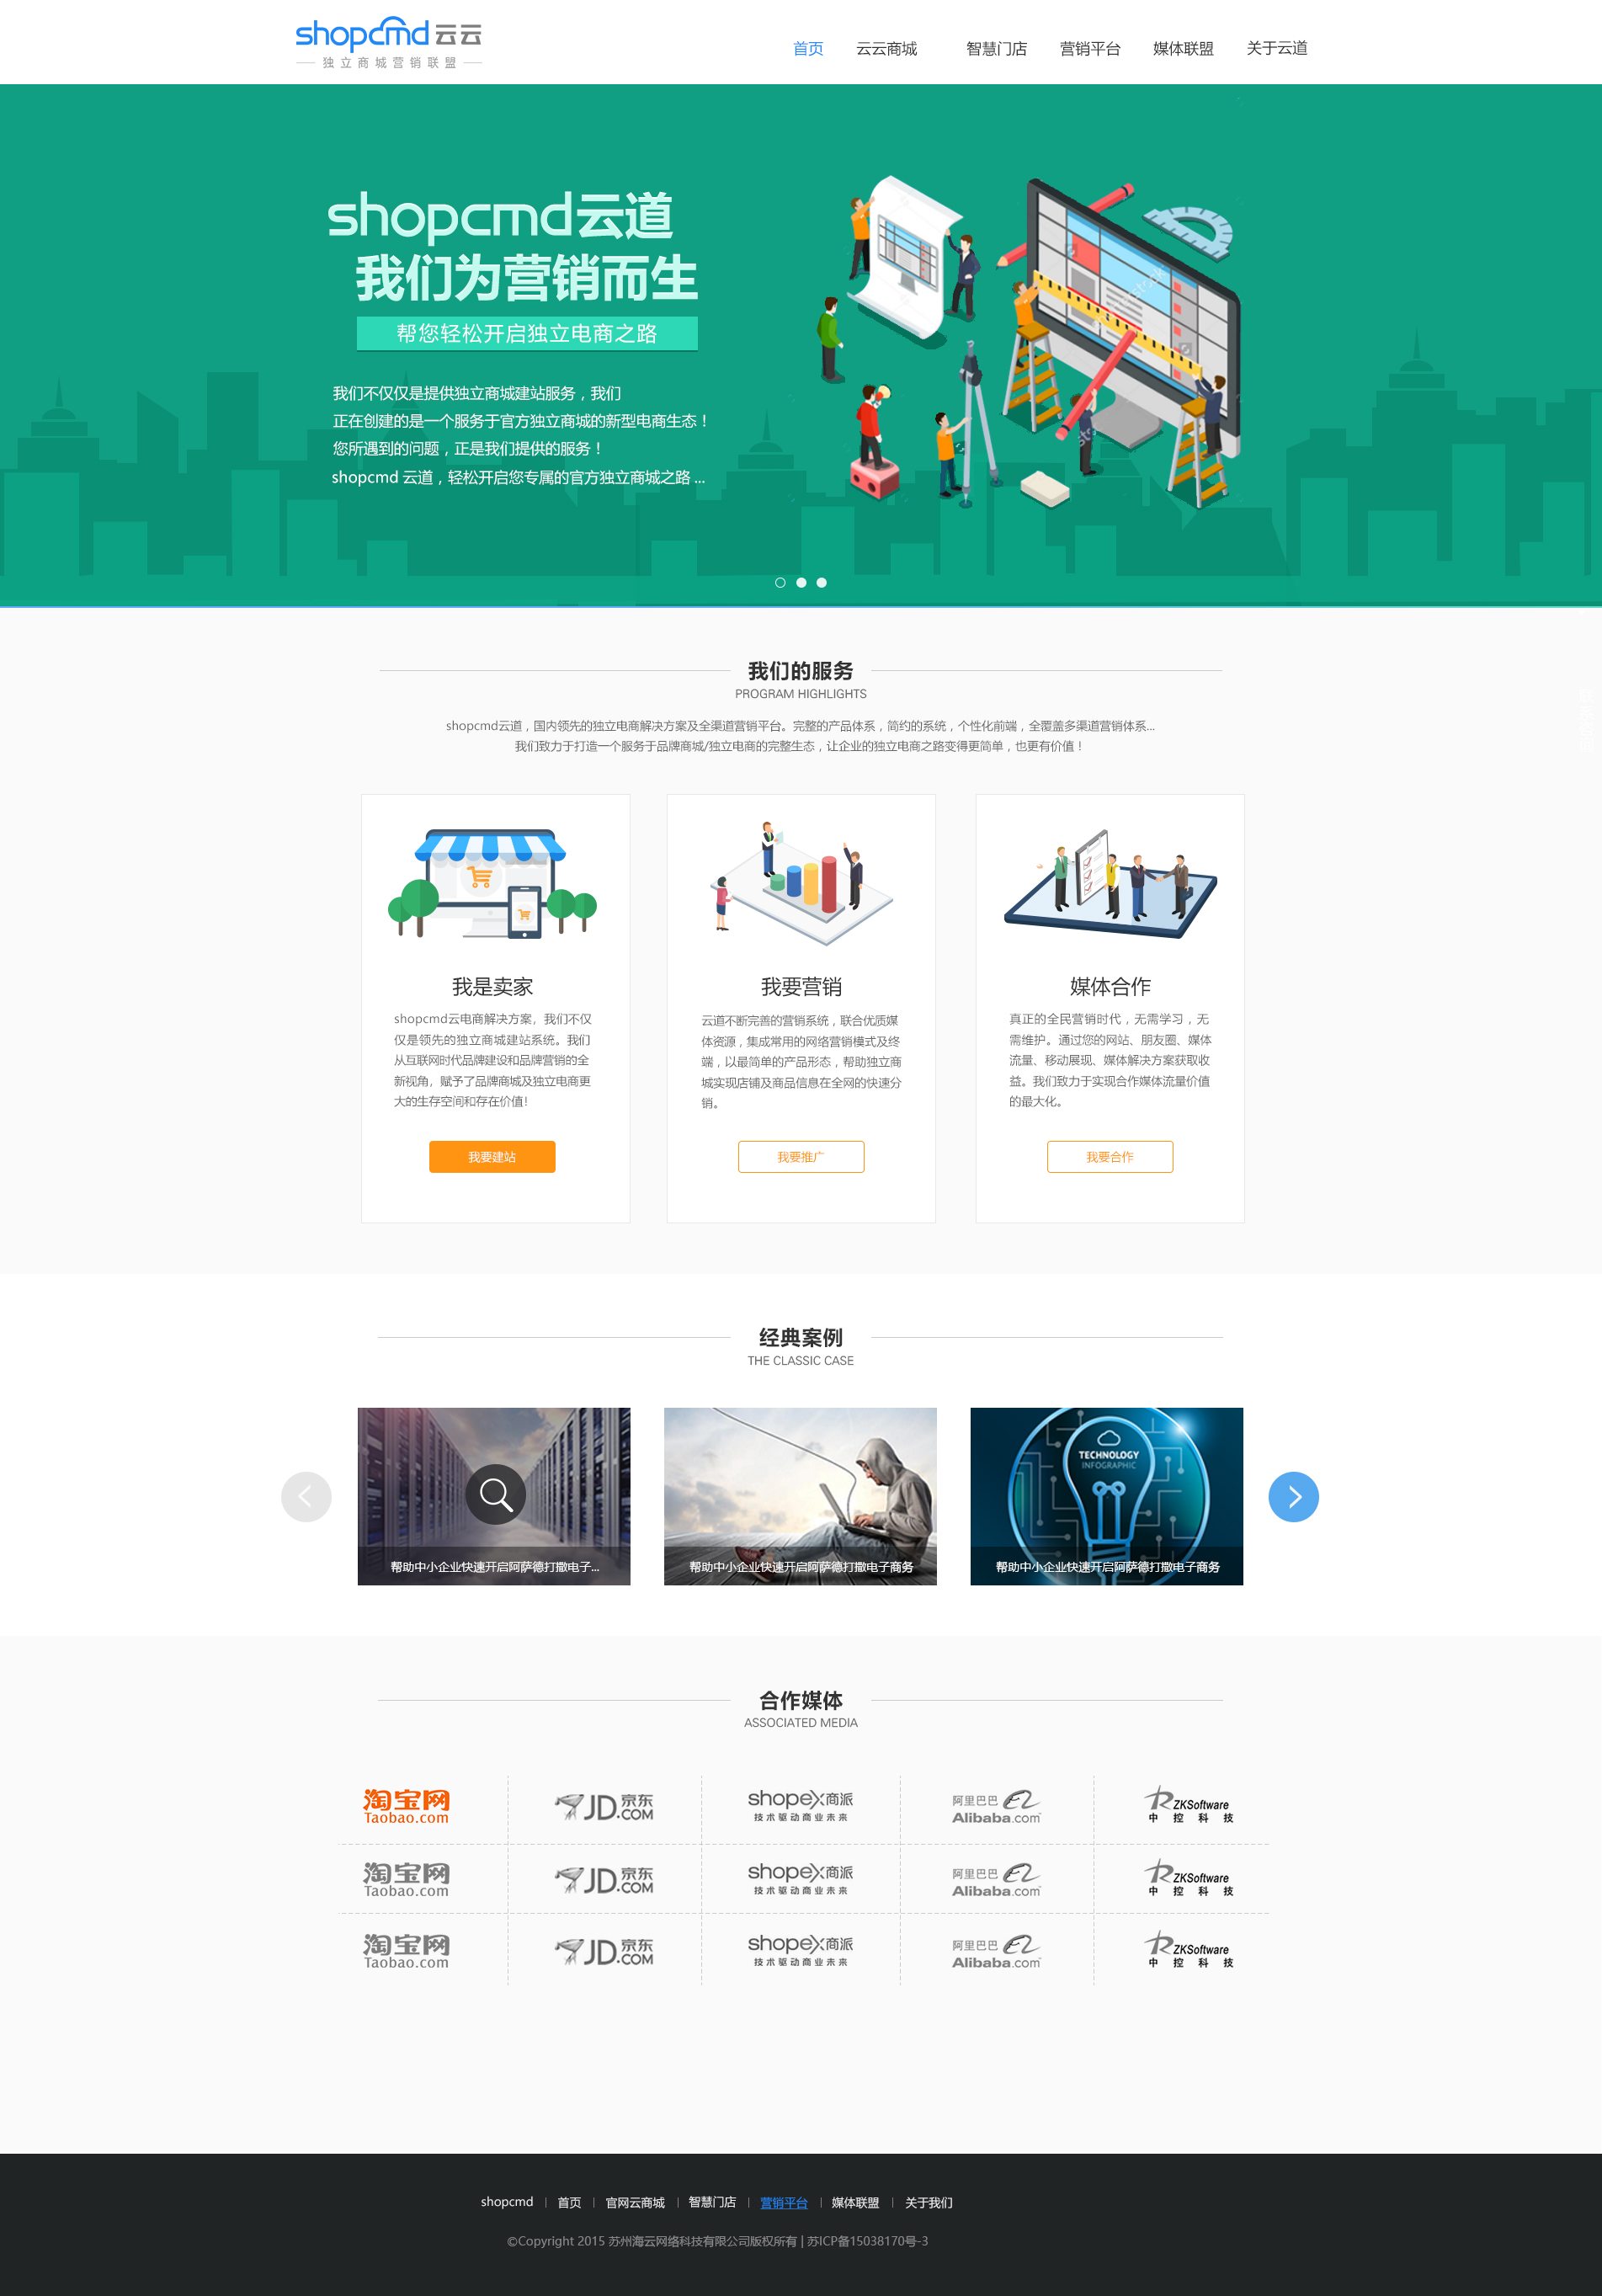 shopcmd云云
独立商城营销联盟
首页 云云商城 智慧门店 营销平台 媒体联盟 关于云道
shopcmd云道
我们为营销而生
帮您轻松开启独立电商之路
我们不仅仅是提供独立商城建站服务，我们
正在创建的是一个服务于官方独立商城的新型电商生态！
您所遇到的问题，正是我们提供的服务！
shopcmd 云道，轻松开启您专属的官方独立商城之路 ...
我们的服务
PROGRAM HIGHLIGHTS
shopcmd云道，国内领先的独立电商解决方案及全渠道营销平台。完整的产品体系，简约的系统，个性化前端，全覆盖多渠道营销体系...
我们致力于打造一个服务于品牌商城/独立电商的完整生态，让企业的独立电商之路变得更简单，也更有价值！
我是卖家
shopcmd云电商解决方案，我们不仅
仅是领先的独立商城建站系统。我们
从互联网时代品牌建设和品牌营销的全
新视角，赋予了品牌商城及独立电商更
大的生存空间和存在价值！
我要建站
我要营销
云道不断完善的营销系统，联合优质媒
体资源，集成常用的网络营销模式及终
端，以最简单的产品形态，帮助独立商
城实现店铺及商品信息在全网的快速分
销。
我要推广
媒体合作
真正的全民营销时代，无需学习，无
需维护。通过您的网站、朋友圈、媒体
流量、移动展现、媒体解决方案获取收
益。我们致力于实现合作媒体流量价值
的最大化。
我要合作
经典案例
THE CLASSIC CASE
帮助中小企业快速开启阿萨德打撒电子...
帮助中小企业快速开启阿萨德打撒电子商务
TECHNOLOGY
INFOGRAPHIC
帮助中小企业快速开启阿萨德打撒电子商务
合作媒体
ASSOCIATED MEDIA
淘宝网
Taobao.com
JD京东
.COM
shopex商派
技术驱动商业未来
阿里巴巴
Alibaba.com
ZKSoftware
中控科技
淘宝网
Taobao.com
JD京东
.COM
shopex商派
技术驱动商业未来
阿里巴巴
Alibaba.com
ZKSoftware
中控科技
淘宝网
Taobao.com
JD京东
.COM
shopex商派
技术驱动商业未来
阿里巴巴
Alibaba.com
ZKSoftware
中控科技
shopcmd | 首页 | 官网云商城 | 智慧门店 | 营销平台 | 媒体联盟 | 关于我们
©Copyright 2015 苏州海云网络科技有限公司版权所有 | 苏ICP备15038170号-3